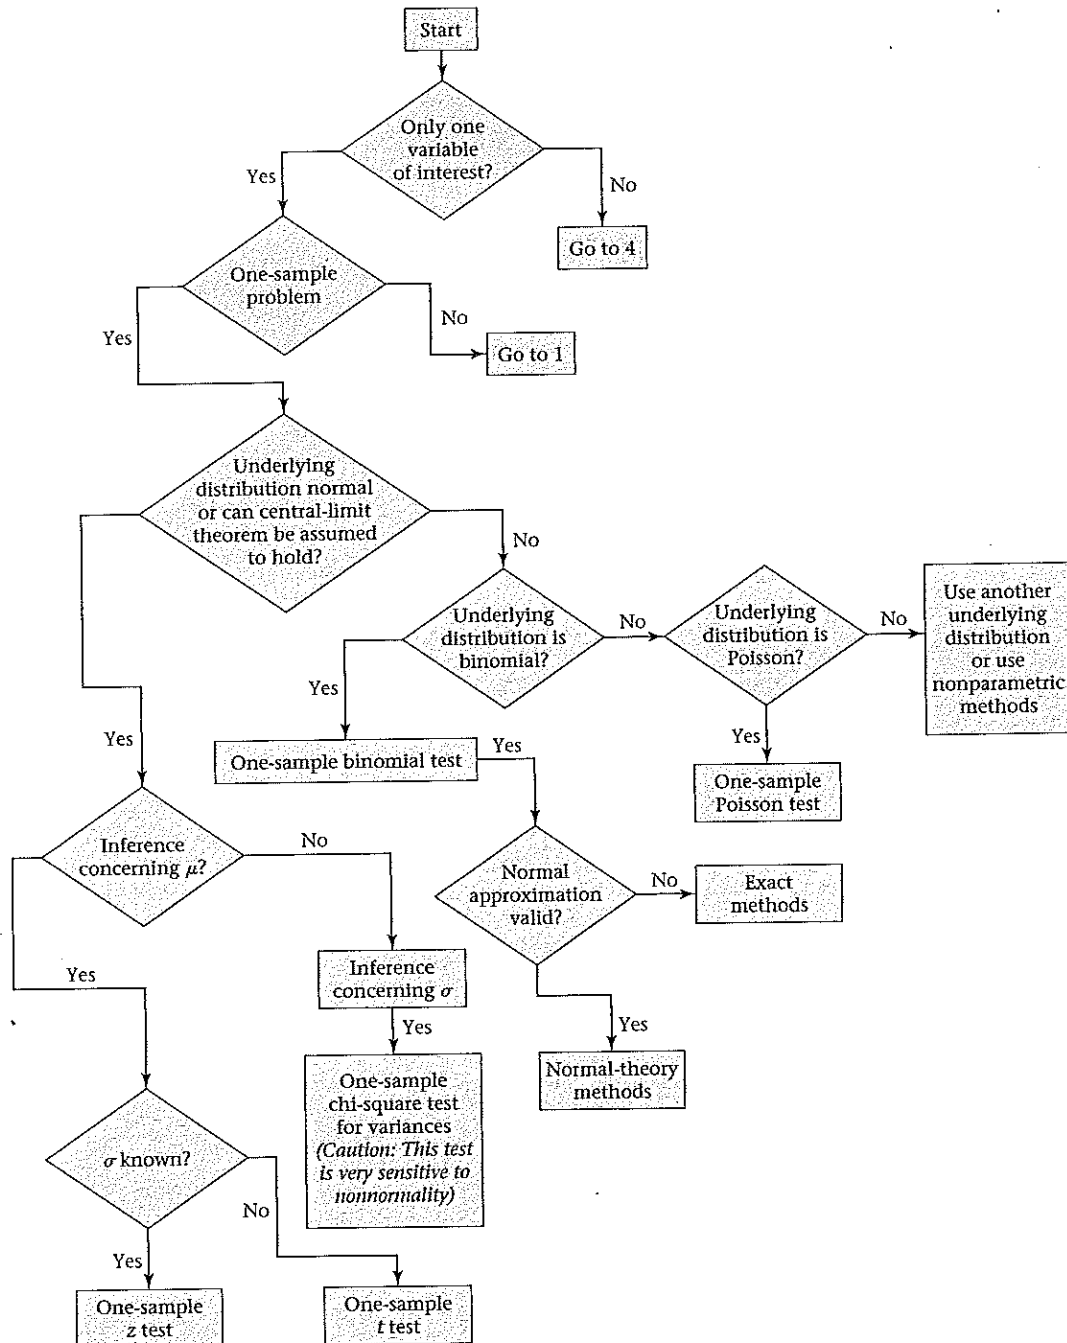 Start
Only one
variable
of interest?
Yes
No
Go to 4
One-sample
problem
Yes
No
Go to 1
Underlying
distribution normal
or can central-limit
theorem be assumed
to hold?
No
Underlying
distribution is
binomial?
No
Underlying
distribution is
Poisson?
No
Use another
underlying
distribution
or use
nonparametric
methods
Yes
Yes
Yes
One-sample binomial test
Yes
One-sample
Poisson test
Inference
concerning μ?
No
Normal
approximation
valid?
No
Exact
methods
Yes
Inference
concerning σ
Yes
Yes
Normal-theory
methods
One-sample
chi-square test
for variances
(Caution: This test
is very sensitive to
nonnormality)
σ known?
No
Yes
One-sample
z test
One-sample
t test